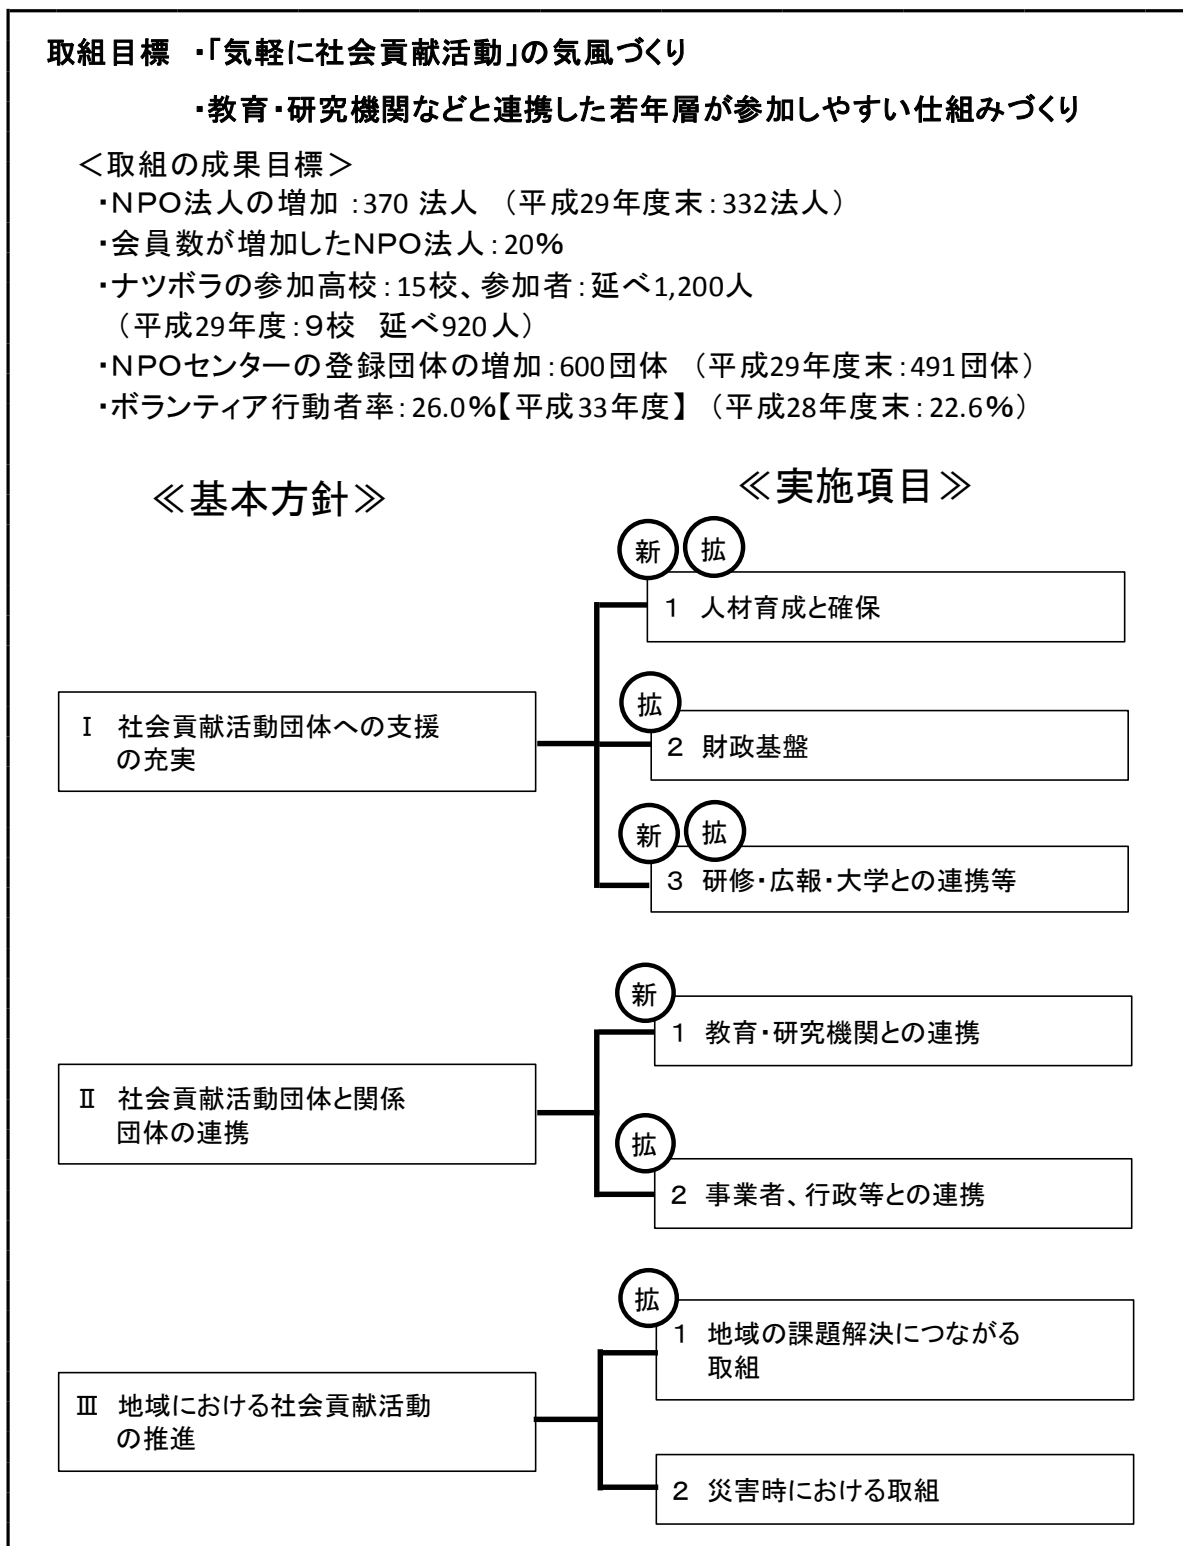 取組目標 ・「気軽に社会貢献活動」の気風づくり
・教育・研究機関などと連携した若年層が参加しやすい仕組みづくり
＜取組の成果目標＞
・ＮＰＯ法人の増加：370 法人 （平成29年度末：332法人）
・会員数が増加したＮＰＯ法人：20％
・ナツボラの参加高校：15校、参加者：延べ1,200人
（平成29年度：９校 延べ920人）
・ＮＰＯセンターの登録団体の増加：600団体 （平成29年度末：491団体）
・ボランティア行動者率：26.0％【平成33年度】 （平成28年度末：22.6％）
≪基本方針≫
≪実施項目≫
Ⅰ 社会貢献活動団体への支援
の充実
新 拡
１ 人材育成と確保
拡
２ 財政基盤
新 拡
３ 研修・広報・大学との連携等
Ⅱ 社会貢献活動団体と関係
団体の連携
新
１ 教育・研究機関との連携
拡
２ 事業者、行政等との連携
Ⅲ 地域における社会貢献活動
の推進
拡
１ 地域の課題解決につながる
取組
２ 災害時における取組